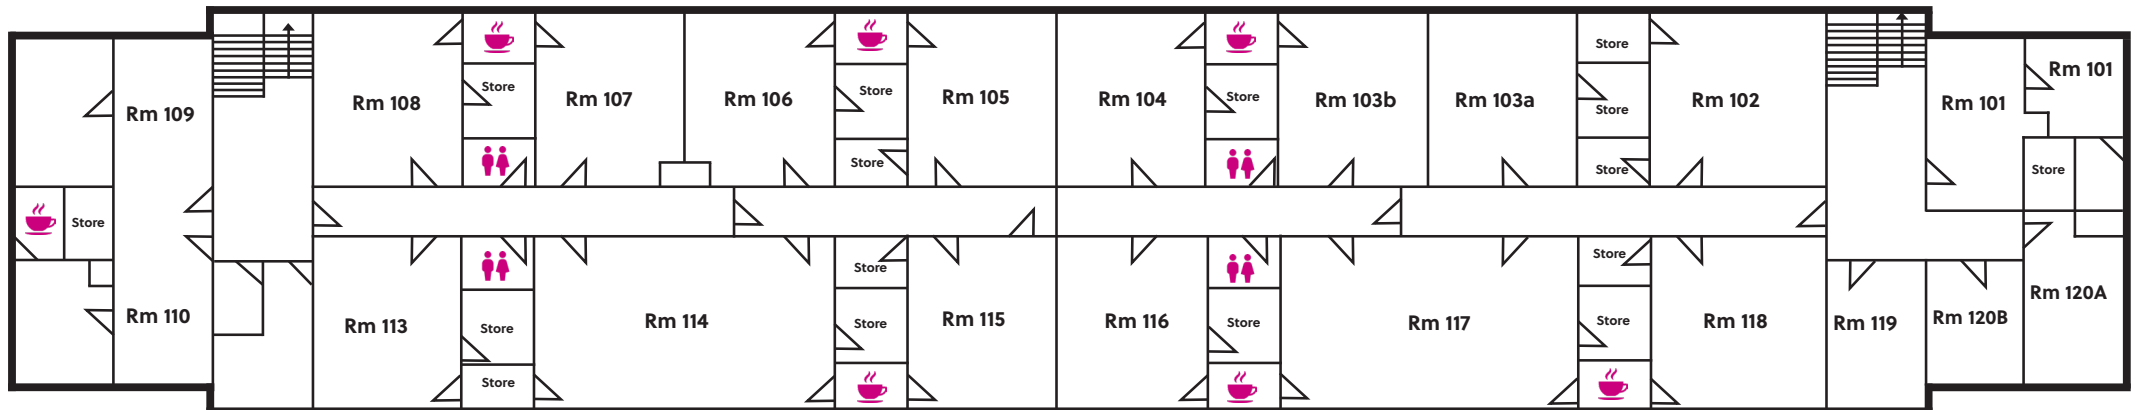 Rm 109
Rm 108
Store
Rm 107
Rm 106
Store
Store
Rm 105
Rm 104
Store
Rm 103b
Rm 103a
Store
Store
Store
Rm 102
Rm 101
Rm 101
Store
Store
Rm 110
Rm 113
Store
Store
Rm 114
Store
Store
Rm 115
Rm 116
Store
Rm 117
Store
Store
Rm 118
Rm 119
Rm 120B
Rm 120A